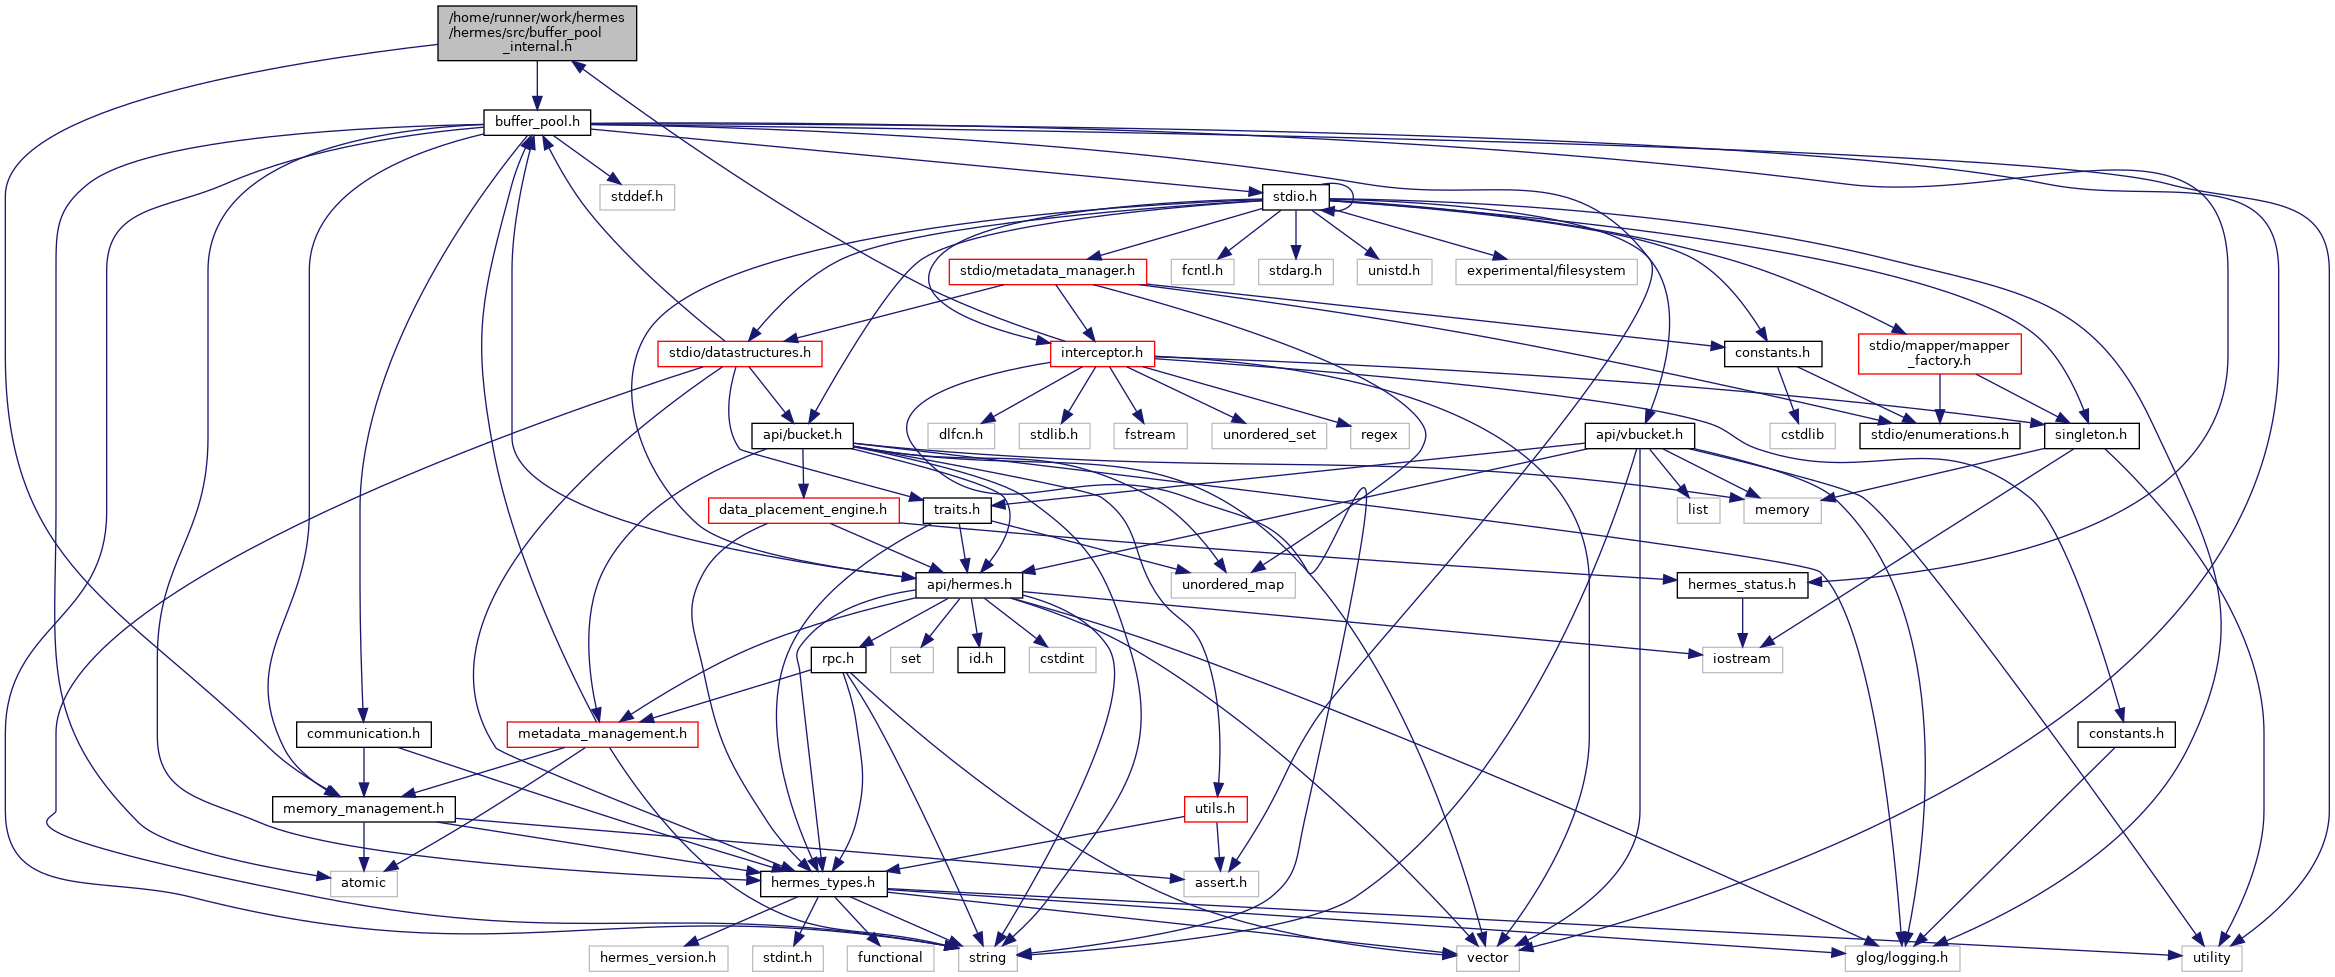 /home/runner/work/hermes
/hermes/src/buffer_pool
_internal.h
buffer_pool.h
stddef.h
stdio.h
stdio/metadata_manager.h
fcntl.h
stdarg.h
unistd.h
experimental/filesystem
stdio/datastructures.h
interceptor.h
constants.h
stdio/mapper/mapper
_factory.h
api/bucket.h
dlfcn.h
stdlib.h
fstream
unordered_set
regex
api/vbucket.h
cstdlib
stdio/enumerations.h
singleton.h
data_placement_engine.h
traits.h
list
memory
api/hermes.h
unordered_map
hermes_status.h
rpc.h
set
id.h
cstdint
iostream
communication.h
metadata_management.h
constants.h
memory_management.h
utils.h
atomic
hermes_types.h
assert.h
hermes_version.h
stdint.h
functional
string
vector
glog/logging.h
utility